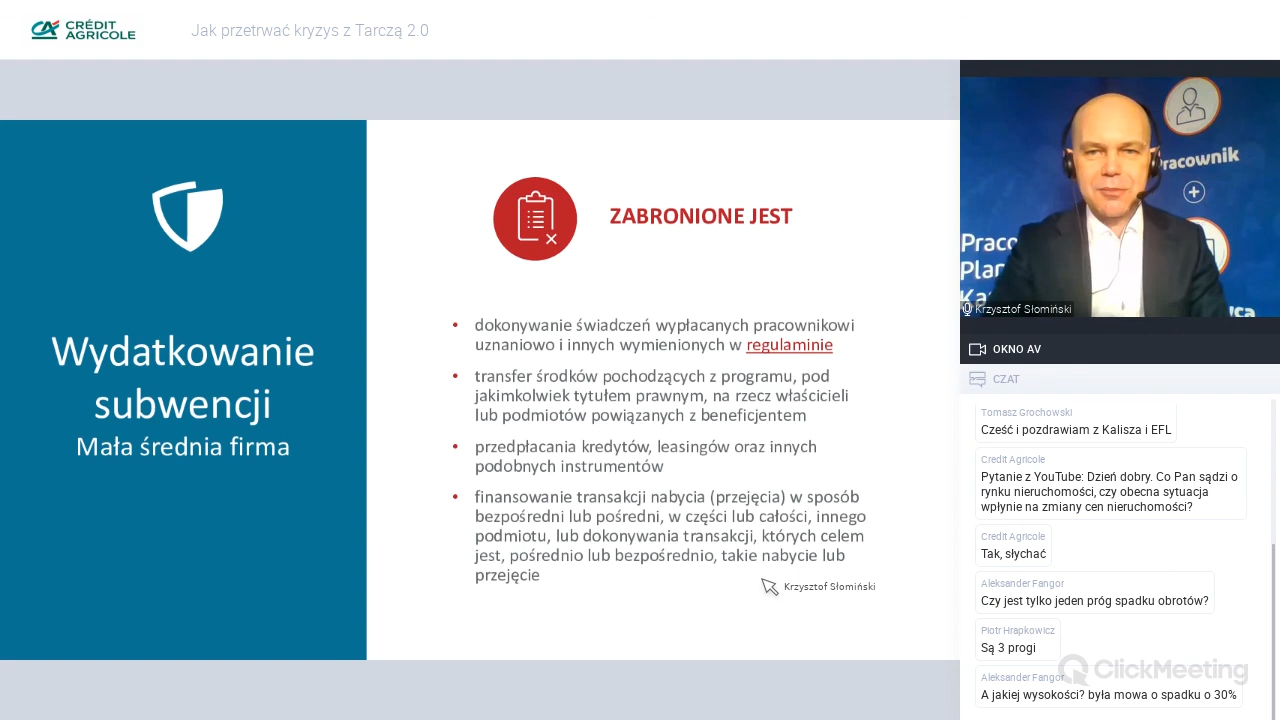 CRÉDIT
AGRICOLE
Jak przetrwać kryzys z Tarczą 2.0
Wydatkowanie
subwencji
Mała średnia firma
ZABRONIONE JEST
• dokonywanie świadczeń wypłacanych pracownikowi
uznaniowo i innych wymienionych w regulaminie
• transfer środków pochodzących z programu, pod
jakimkolwiek tytułem prawnym, na rzecz właścicieli
lub podmiotów powiązanych z beneficjentem
• przedpłacania kredytów, leasingów oraz innych
podobnych instrumentów
• finansowanie transakcji nabycia (przejęcia) w sposób
bezpośredni lub pośredni, w części lub całości, innego
podmiotu, lub dokonywania transakcji, których celem
jest, pośrednio lub bezpośrednio, takie nabycie lub
przejęcie
Krzysztof Słomiński
Pracownik
Praco
Plan
Krzysztof Słomiński
OKNO AV
CZAT
Tomasz Grochowski
Cześć i pozdrawiam z Kalisza i EFL
Credit Agricole
Pytanie z YouTube: Dzień dobry. Co Pan sądzi o
rynku nieruchomości, czy obecna sytuacja
wpłynie na zmiany cen nieruchomości?
Credit Agricole
Tak, słychać
Aleksander Fangor
Czy jest tylko jeden próg spadku obrotów?
Piotr Hrapkowicz
Są 3 progi
Aleksander Fangor
A jakiej wysokości? była mowa o spadku o 30%
ClickMeeting